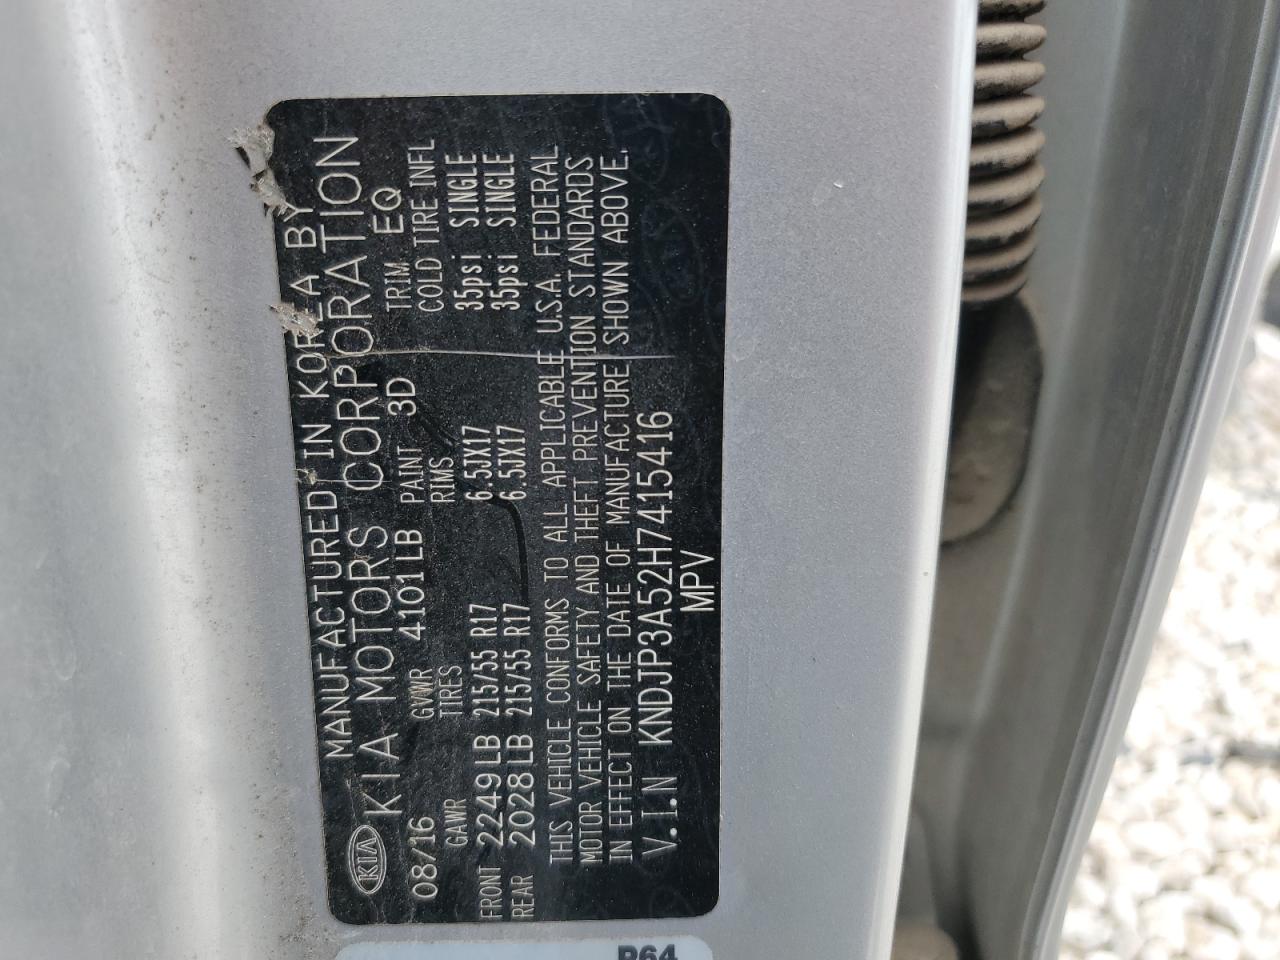 MANUFACTURED IN KOREA BY
KIA KIA MOTORS CORPORATION
08/16 GVWR 4101LB PAINT 3D TRIM EQ
GAWR TIRES RIMS COLD TIRE INFL
FRONT 2249LB 215/55 R17 6.5JX17 35psi SINGLE
REAR 2028LB 215/55 R17 6.5JX17 35psi SINGLE
THIS VEHICLE CONFORMS TO ALL APPLICABLE U.S.A. FEDERAL
MOTOR VEHICLE SAFETY AND THEFT PREVENTION STANDARDS
IN EFFECT ON THE DATE OF MANUFACTURE SHOWN ABOVE.
V.I.N KNDJP3A52H7415416
MPV
P64